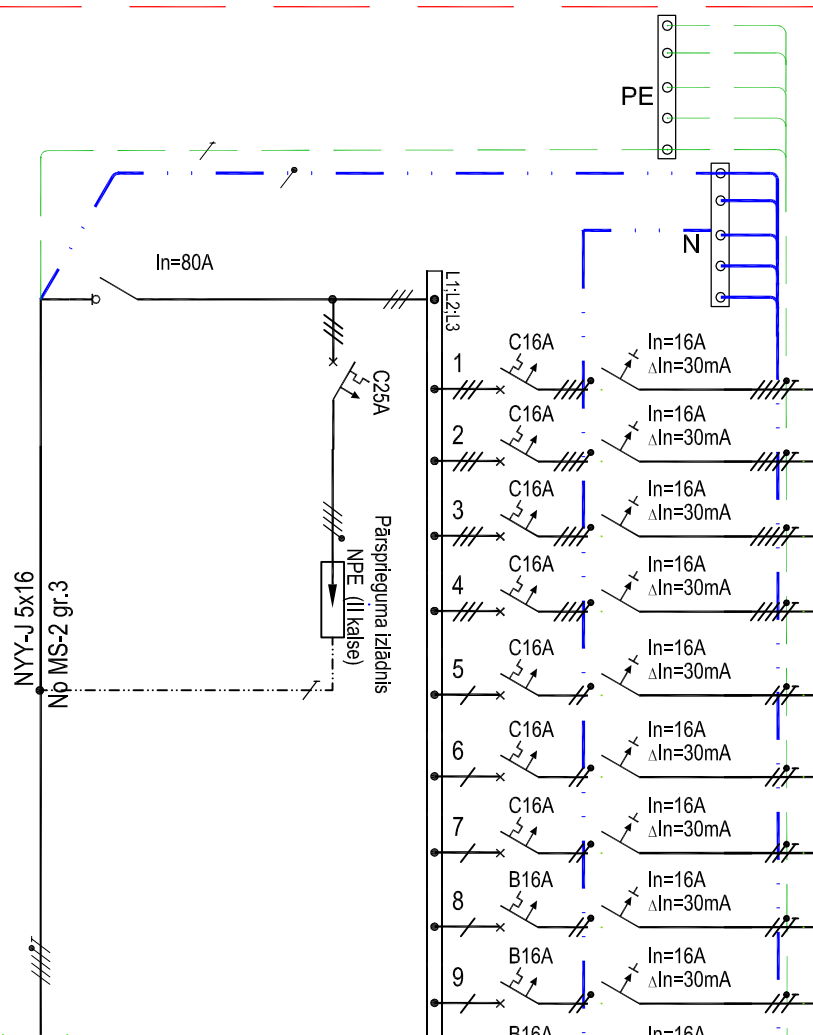 PE
N
In=80A
L1;L2;L3
C25A
Pārsprieguma izlādnis
NPE (II kalse)
NYY-J 5x16
No MS-2 gr.3
1
C16A
In=16A
ΔIn=30mA
2
C16A
In=16A
ΔIn=30mA
3
C16A
In=16A
ΔIn=30mA
4
C16A
In=16A
ΔIn=30mA
5
C16A
In=16A
ΔIn=30mA
6
C16A
In=16A
ΔIn=30mA
7
C16A
In=16A
ΔIn=30mA
8
B16A
In=16A
ΔIn=30mA
9
B16A
In=16A
ΔIn=30mA
B16A
In=16A